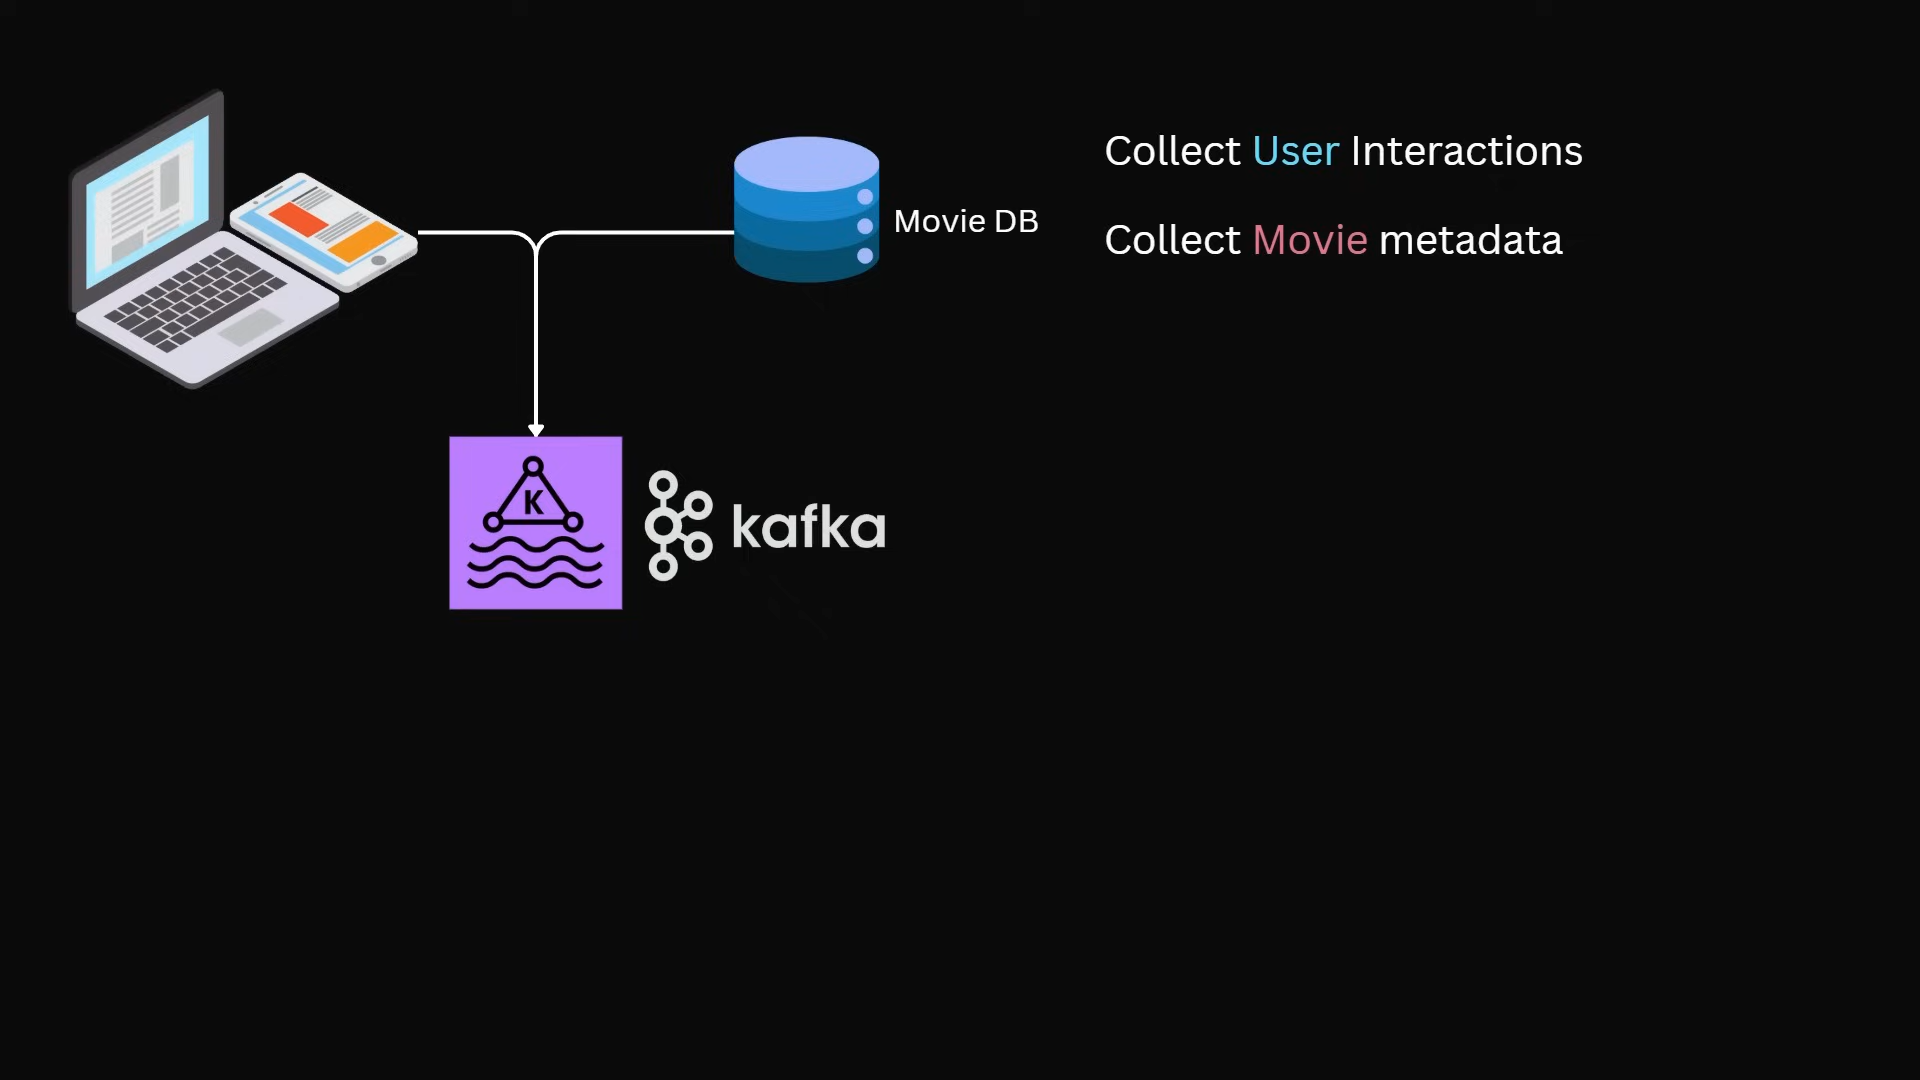 Collect User Interactions
Movie DB
Collect Movie metadata
K
kafka